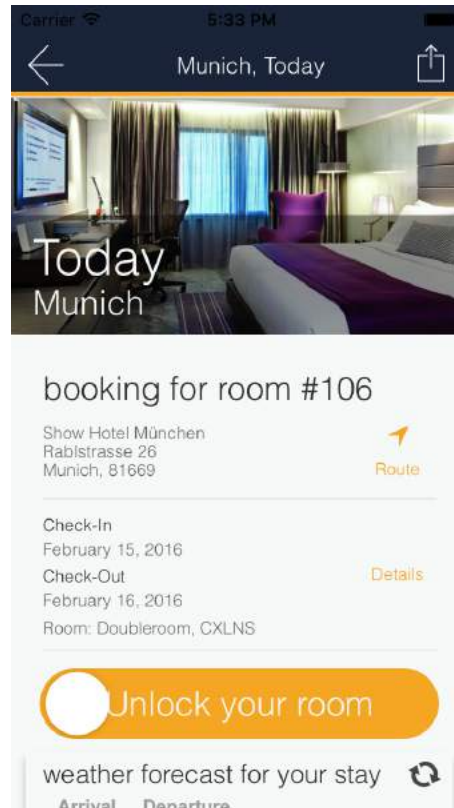 Carrier 5:33 PM
Munich, Today
Today
Munich
booking for room #106
Show Hotel München
Rablstrasse 26
Munich, 81669
Route
Check-In
February 15, 2016
Check-Out
Details
February 16, 2016
Room: Doubleroom, CXLNS
Unlock your room
weather forecast for your stay
Arrival Departure